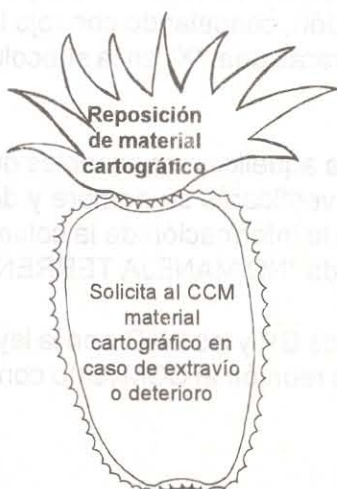 Reposición
de material
cartográfico
Solicita al CCM
material
cartográfico en
caso de extravío
o deterioro